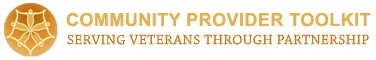 COMMUNITY PROVIDER TOOLKIT
SERVING VETERANS THROUGH PARTNERSHIP